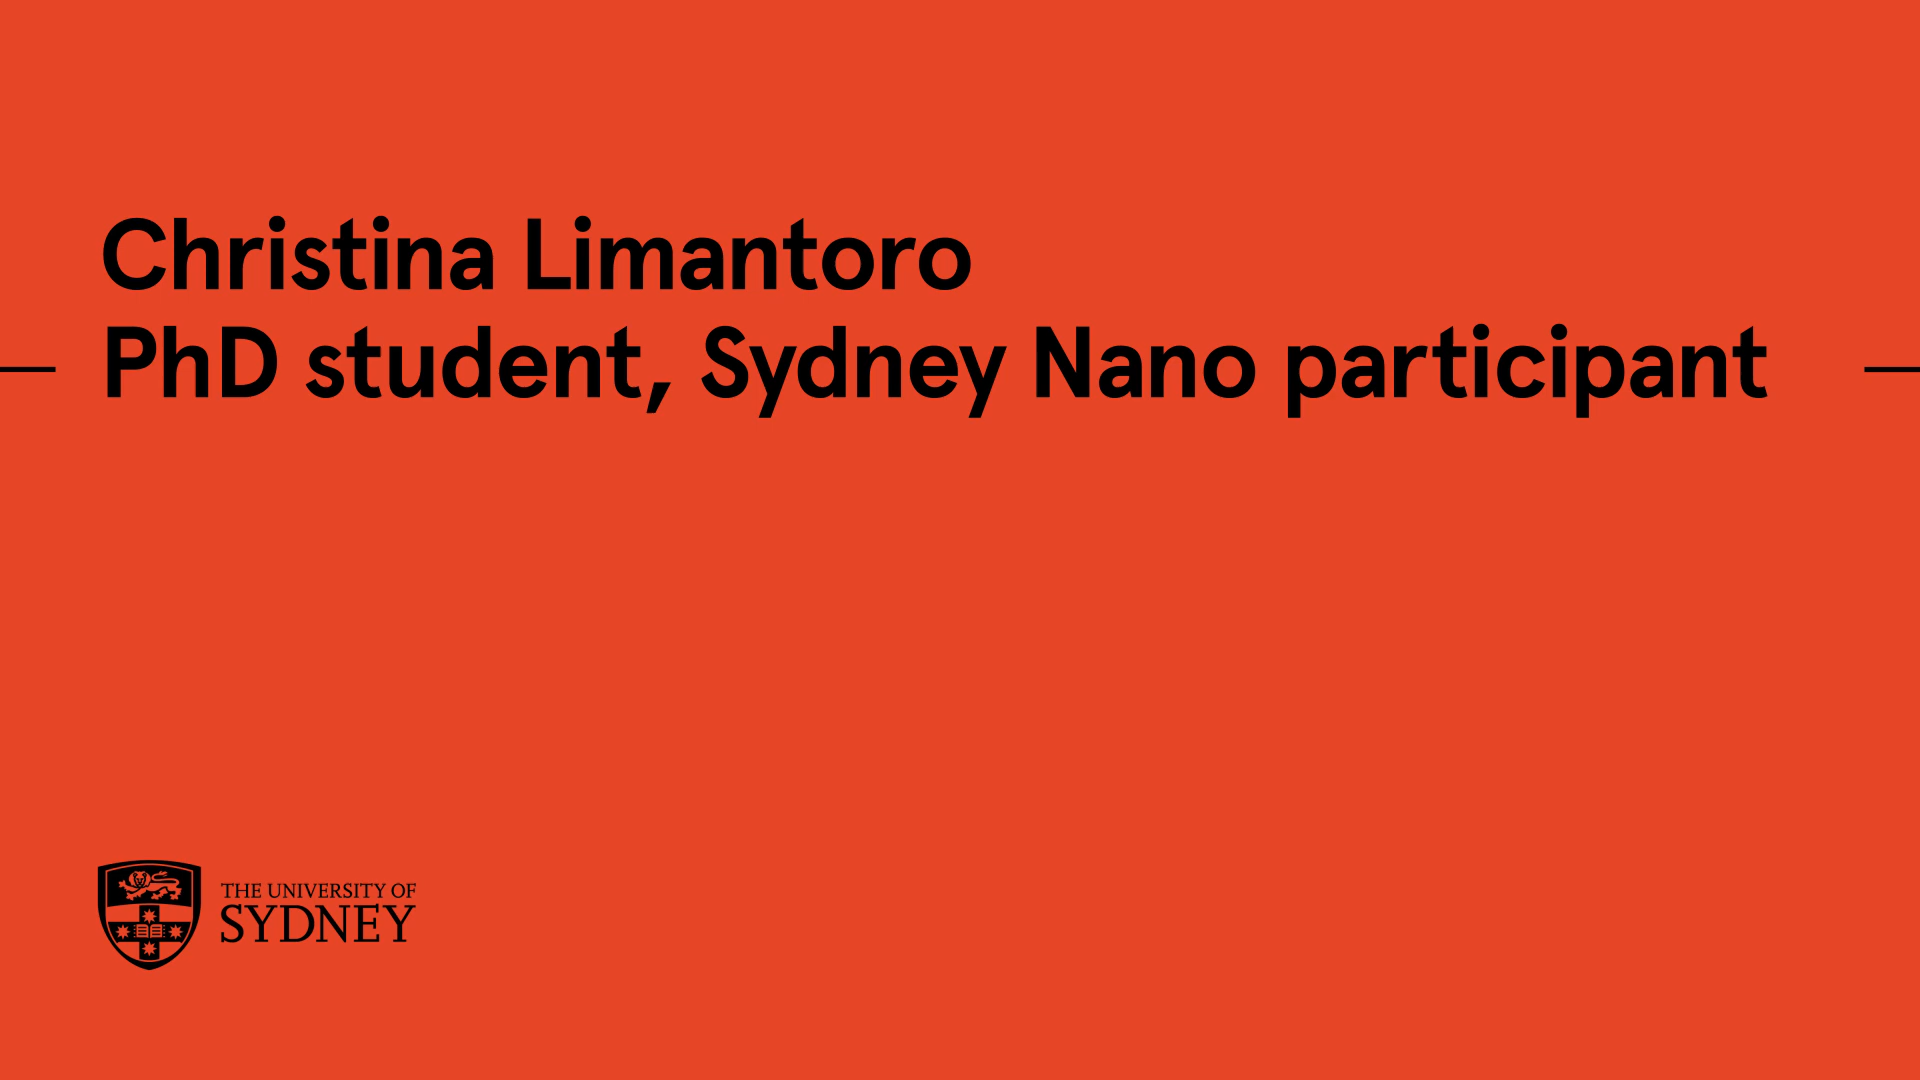 Christina Limantoro
PhD student, Sydney Nano participant
THE UNIVERSITY OF
SYDNEY